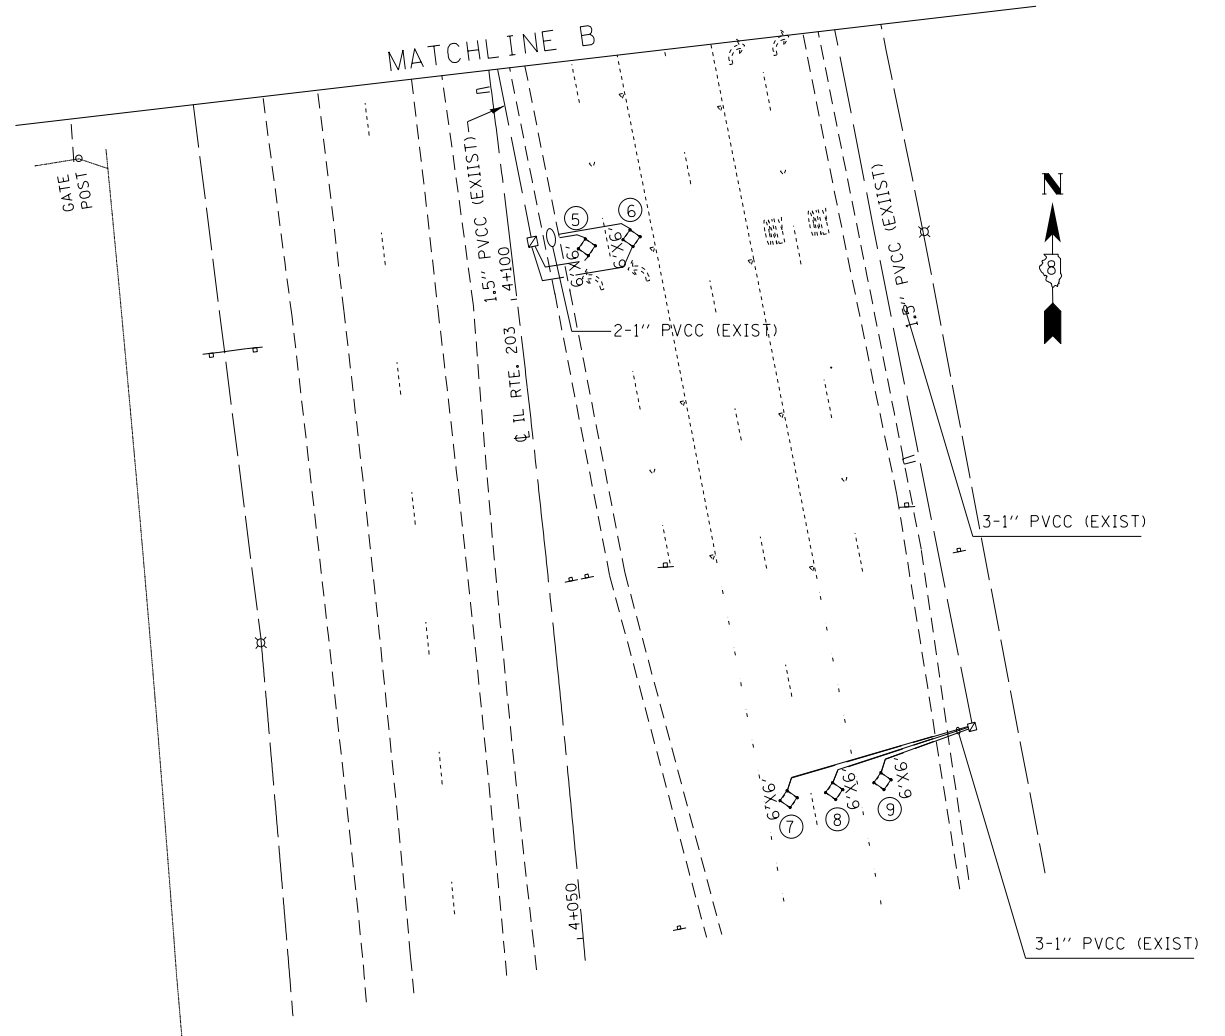 MATCHLINE B
GATE
POST
1.5" PVCC (EXIIST)
4+100
℄ IL RTE. 203
5
6
6'X6'
6'X6'
2-1" PVCC (EXIST)
1.5" PVCC (EXIIST)
N
8
3-1" PVCC (EXIST)
6'X6'
6'X6'
6'X6'
7
8
9
4+050
3-1" PVCC (EXIST)